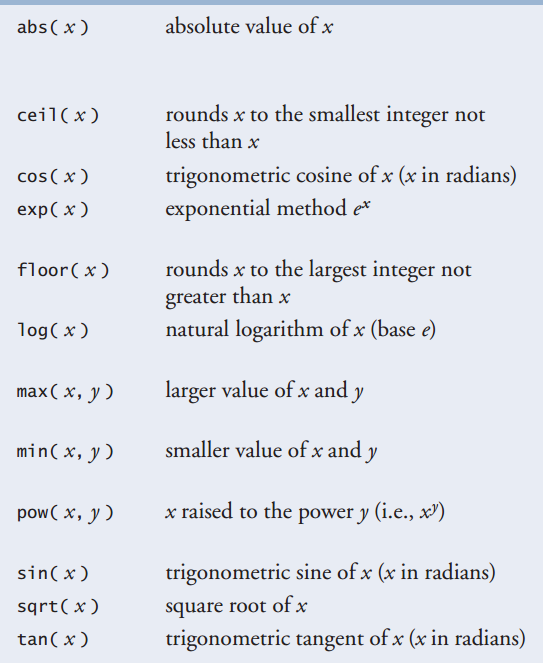 abs( x ) absolute value of x
ceil( x ) rounds x to the smallest integer not
less than x
cos( x ) trigonometric cosine of x (x in radians)
exp( x ) exponential method eˣ
floor( x ) rounds x to the largest integer not
greater than x
log( x ) natural logarithm of x (base e)
max( x, y ) larger value of x and y
min( x, y ) smaller value of x and y
pow( x, y ) x raised to the power y (i.e., xʸ)
sin( x ) trigonometric sine of x (x in radians)
sqrt( x ) square root of x
tan( x ) trigonometric tangent of x (x in radians)